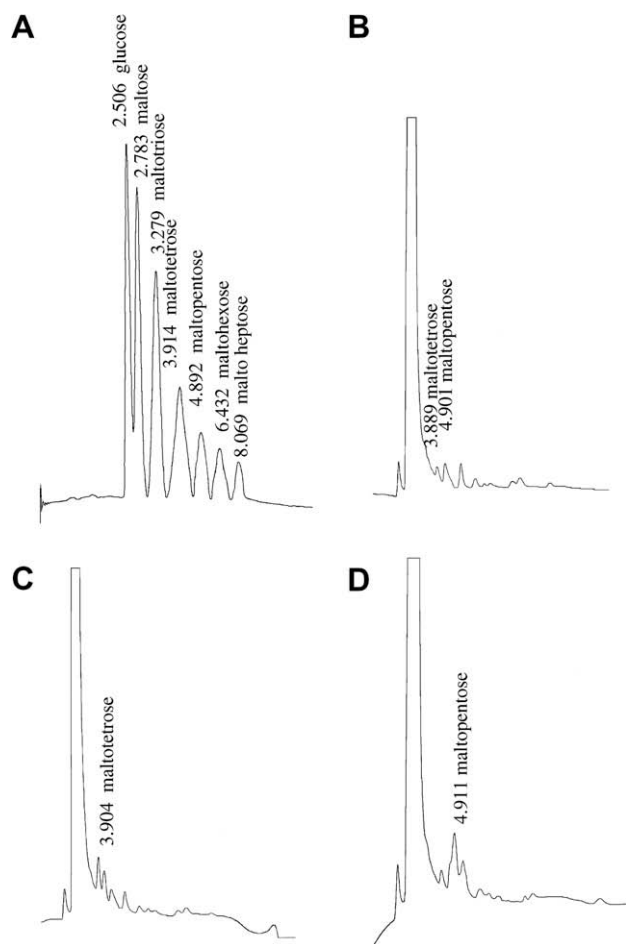 A
2.506 glucose
2.783 maltose
3.279 maltotriose
3.914 maltotetrose
4.892 maltopentose
6.432 maltohexose
8.069 malto heptose
B
3.889 maltotetrose
4.901 maltopentose
C
3.904 maltotetrose
D
4.911 maltopentose